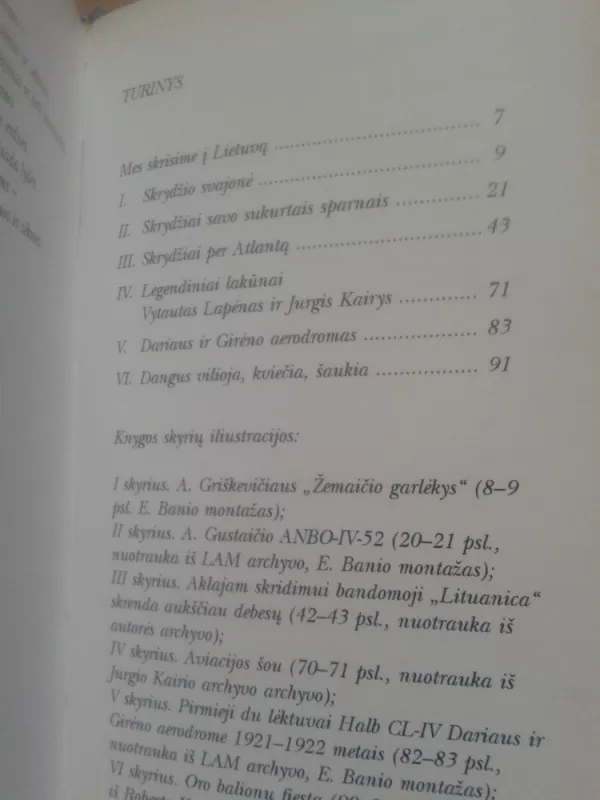 TURINYS
Mes skrisime į Lietuvą 7
I. Skrydžio svajonė 9
II. Skrydžiai savo sukurtais sparnais 21
III. Skrydžiai per Atlantą 43
IV. Legendiniai lakūnai
Vytautas Lapėnas ir Jurgis Kairys 71
V. Dariaus ir Girėno aerodromas 83
VI. Dangus vilioja, kviečia, šaukia 91
Knygos skyrių iliustracijos:
I skyrius. A. Griškevičiaus „Žemaičio garlėkys“ (8–9
psl. E. Banio montažas);
II skyrius. A. Gustaičio ANBO-IV-52 (20–21 psl.,
nuotrauka iš LAM archyvo, E. Banio montažas);
III skyrius. Aklajam skridimui bandomoji „Lituanica“
skrenda aukščiau debesų (42–43 psl., nuotrauka iš
autorės archyvo);
IV skyrius. Aviacijos šou (70–71 psl., nuotrauka iš
Jurgio Kairio archyvo archyvo);
V skyrius. Pirmieji du lėktuvai Halb CL-IV Dariaus ir
Girėno aerodrome 1921–1922 metais (82–83 psl.,
nuotrauka iš LAM archyvo, E. Banio montažas);
VI skyrius. Oro balionų fiesta